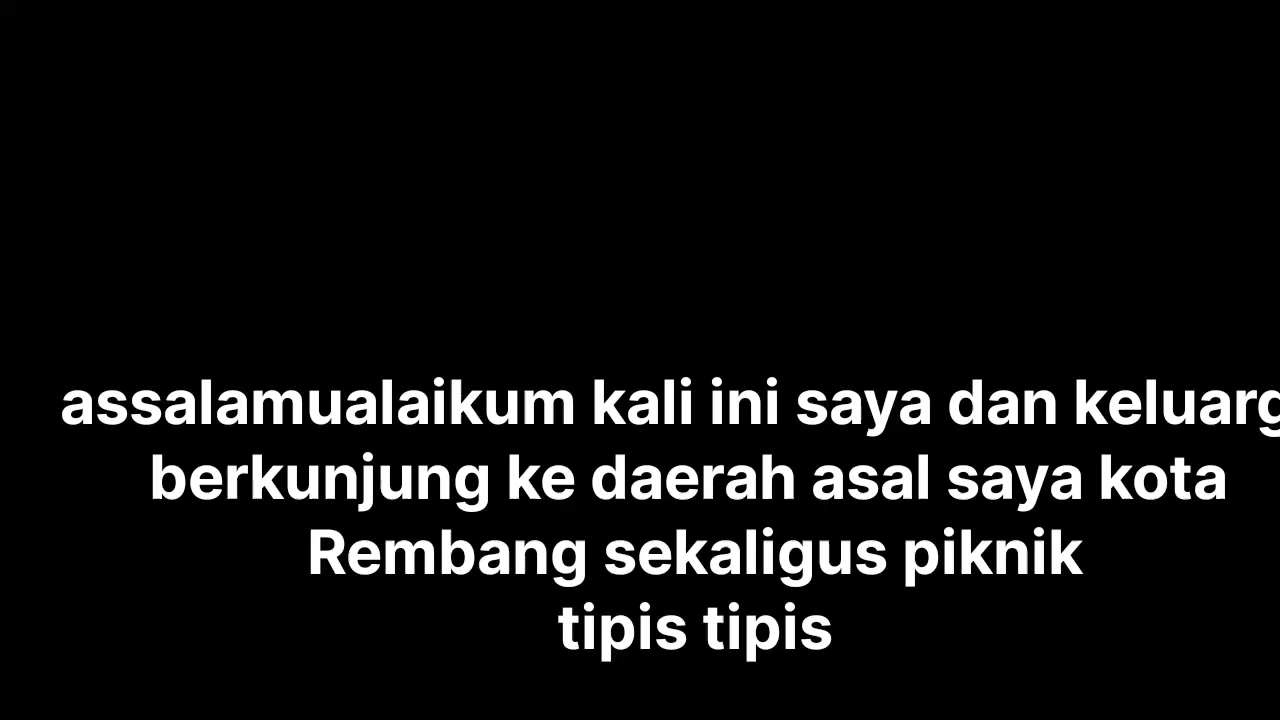 assalamualaikum kali ini saya dan keluarg
berkunjung ke daerah asal saya kota
Rembang sekaligus piknik
tipis tipis